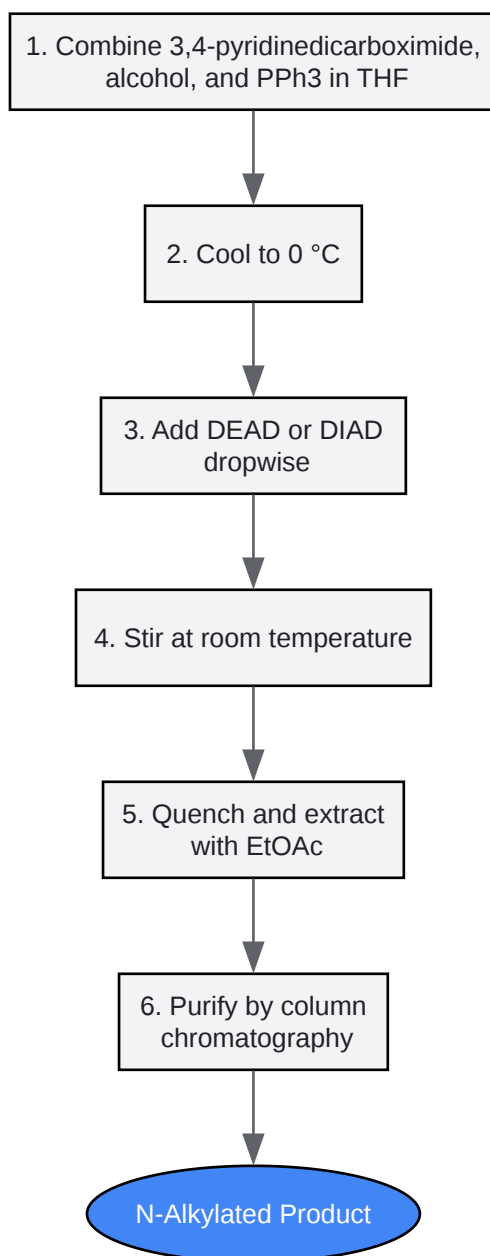 1. Combine 3,4-pyridinedicarboximide,
alcohol, and PPh3 in THF
2. Cool to 0 °C
3. Add DEAD or DIAD
dropwise
4. Stir at room temperature
5. Quench and extract
with EtOAc
6. Purify by column
chromatography
N-Alkylated Product